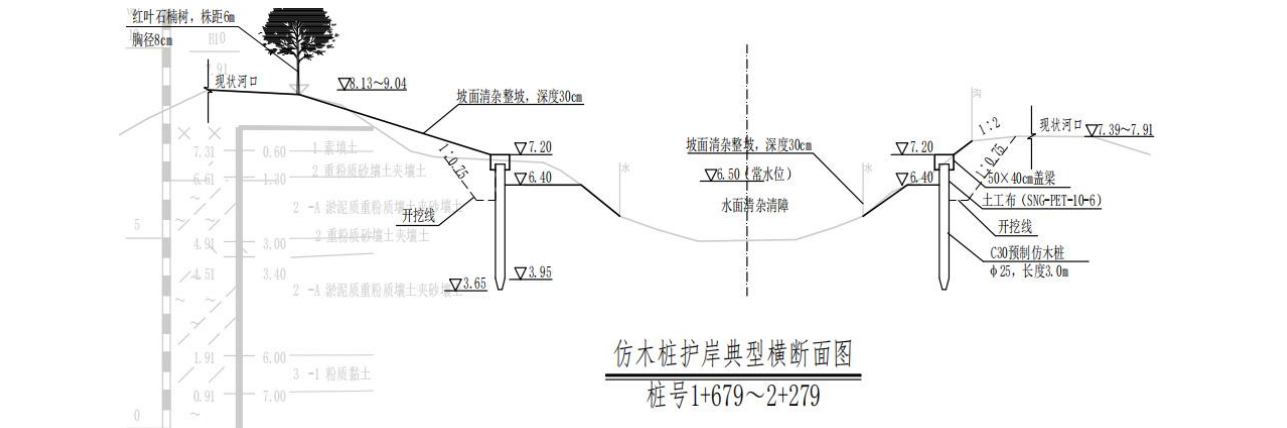 红叶石楠树，株距6m
胸径8cm
B10
现状河口
▽8.13～9.04
坡面清杂整坡，深度30cm
1:0.75
▽7.20
▽6.40
开挖线
▽3.65
▽3.95
水
坡面清杂整坡，深度30cm
▽6.50（常水位）
水面清杂清障
水
沟
1:2
现状河口
▽7.39～7.91
▽7.20
1:0.75
▽6.40
50×40cm盖梁
土工布（SNG-PET-10-6）
开挖线
C30预制仿木桩
φ25，长度3.0m
7.31 0.60 1 素填土
6.61 1.30 2 重粉质砂壤土夹壤土
2 -A 淤泥质重粉质壤土夹砂壤土
5
4.91 3.00 2 重粉质砂壤土夹壤土
4.51 3.40
2 -A 淤泥质重粉质壤土夹砂壤土
1.91 6.00
3 -1 粉质黏土
0.91 7.00
0
仿木桩护岸典型横断面图
桩号1+679～2+279